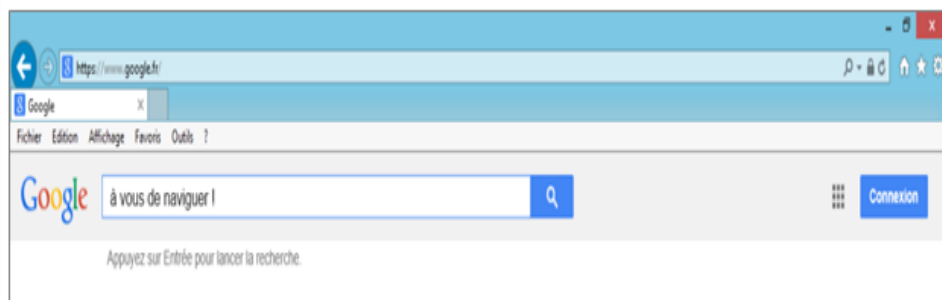 https://www.google.fr/
Google
Fichier Edition Affichage Favoris Outils ?
Google à vous de naviguer ! Connexion
Appuyez sur Entrée pour lancer la recherche.